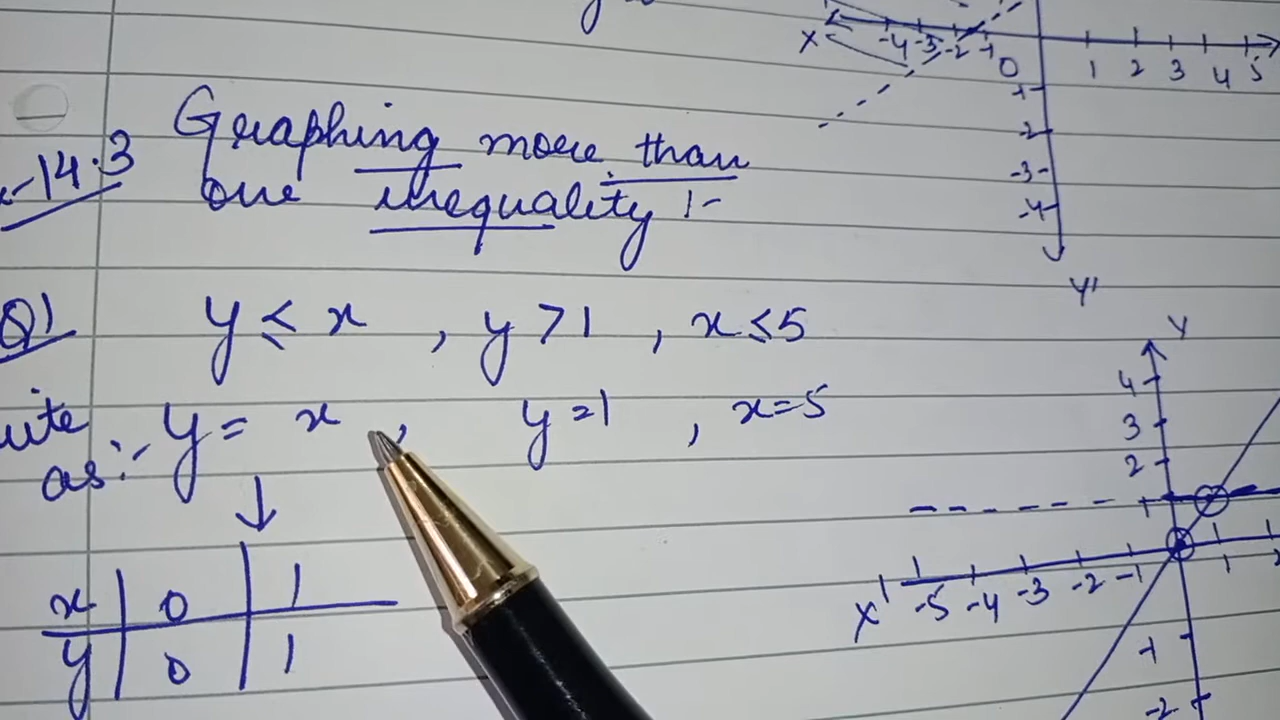 y
X -4 -3 -2 -1 0 1 2 3 4 5
-1
-2
-3
-4
Y'
-14.3 Graphing more than
one inequality :-
Q1 y ≤ x , y > 1 , x ≤ 5
as:- y = x , y = 1 , x = 5
↓
x 0 1
y 0 1
Y
4
3
2
1
X' -5 -4 -3 -2 -1 1
-1
-2